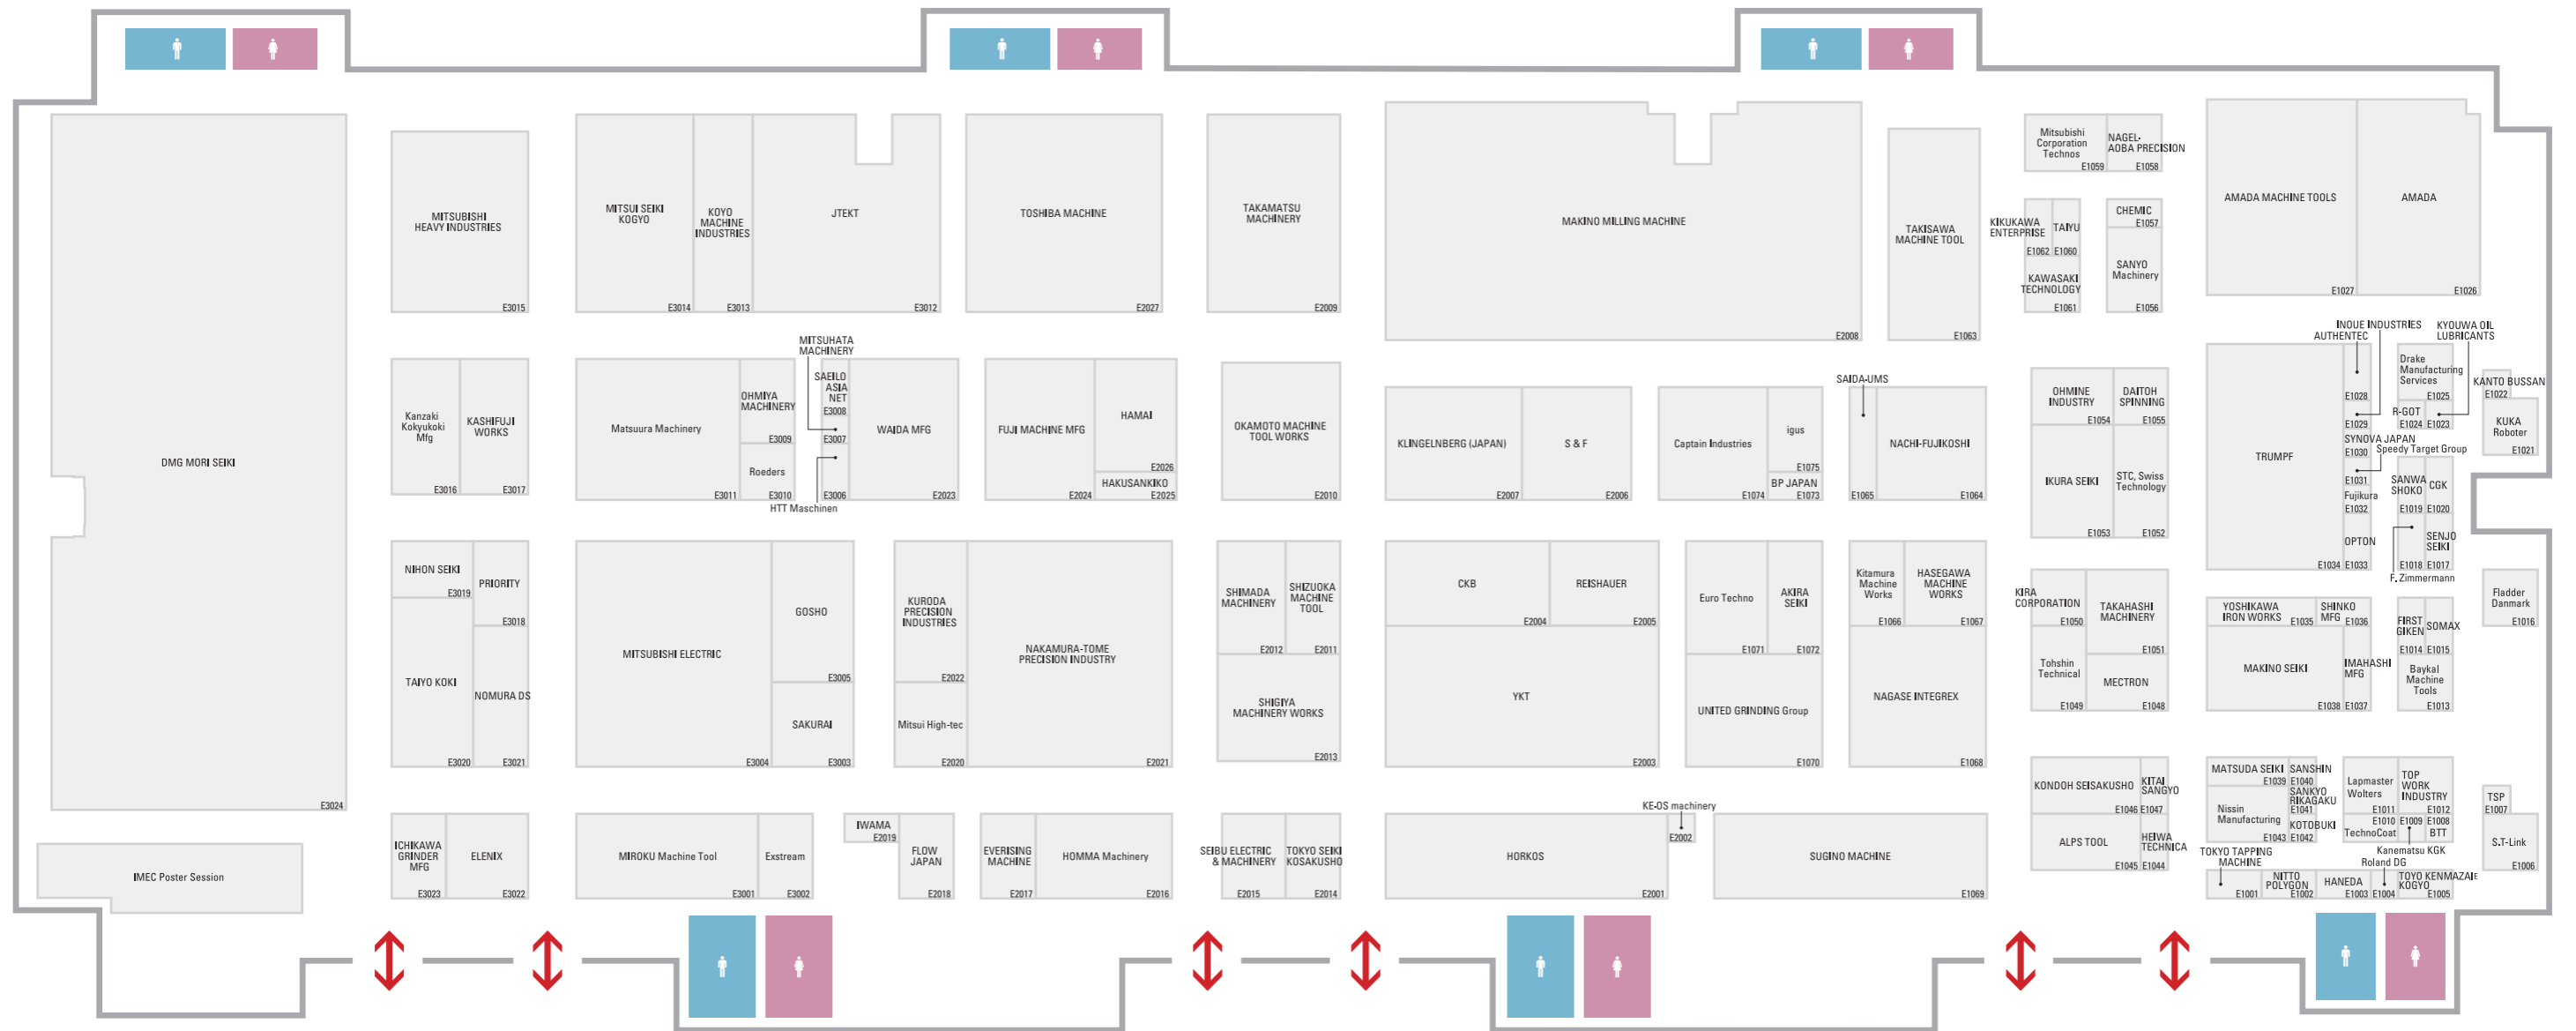 DMG MORI SEIKI
E3024
IMEC Poster Session
MITSUBISHI
HEAVY INDUSTRIES
E3015
MITSUI SEIKI
KOGYO
E3014
KOYO
MACHINE
INDUSTRIES
E3013
JTEKT
E3012
TOSHIBA MACHINE
E2027
TAKAMATSU
MACHINERY
E2009
MAKINO MILLING MACHINE
E2008
TAKISAWA
MACHINE TOOL
E1063
Mitsubishi
Corporation
Technos
E1059
NAGEL-
AOBA PRECISION
E1058
KIKUKAWA
ENTERPRISE
E1062
TAIYU
E1060
KAWASAKI
TECHNOLOGY
E1061
CHEMIC
E1057
SANYO
Machinery
E1056
AMADA MACHINE TOOLS
E1027
AMADA
E1026
Kanzaki
Kokyukoki
Mfg
E3016
KASHIFUJI
WORKS
E3017
Matsuura Machinery
E3011
OHMIYA
MACHINERY
E3009
Roeders
E3010
MITSUHATA
MACHINERY
SAEILO
ASIA
NET
E3008
E3007
E3006
HTT Maschinen
WAIDA MFG
E2023
FUJI MACHINE MFG
E2024
HAMAI
E2026
HAKUSANKIKO
E2025
OKAMOTO MACHINE
TOOL WORKS
E2010
KLINGELNBERG (JAPAN)
E2007
S & F
E2006
Captain Industries
E1074
igus
E1075
BP JAPAN
E1073
SAIDA-UMS
E1065
NACHI-FUJIKOSHI
E1064
OHMINE
INDUSTRY
E1054
DAITOH
SPINNING
E1055
IKURA SEIKI
E1053
STC, Swiss
Technology
E1052
INOUE INDUSTRIES
AUTHENTEC
KYOUWA OIL
LUBRICANTS
TRUMPF
E1034
E1028
E1029
SYNOVA JAPAN
E1030
Speedy Target Group
E1031
Fujikura
E1032
OPTON
E1033
Drake
Manufacturing
Services
E1025
R-GOT
E1024
E1023
KANTO BUSSAN
E1022
KUKA
Roboter
E1021
SANWA
SHOKO
E1019
CGK
E1020
E1018
SENJO
SEIKI
E1017
F. Zimmermann
NIHON SEIKI
E3019
PRIORITY
E3018
TAIYO KOKI
E3020
NOMURA DS
E3021
MITSUBISHI ELECTRIC
E3004
GOSHO
E3005
SAKURAI
E3003
KURODA
PRECISION
INDUSTRIES
E2022
Mitsui High-tec
E2020
NAKAMURA-TOME
PRECISION INDUSTRY
E2021
SHIMADA
MACHINERY
E2012
SHIZUOKA
MACHINE
TOOL
E2011
SHIGIYA
MACHINERY WORKS
E2013
CKB
E2004
REISHAUER
E2005
YKT
E2003
Euro Techno
E1071
AKIRA
SEIKI
E1072
UNITED GRINDING Group
E1070
Kitamura
Machine
Works
E1066
HASEGAWA
MACHINE
WORKS
E1067
NAGASE INTEGREX
E1068
KIRA
CORPORATION
E1050
TAKAHASHI
MACHINERY
E1051
Tohshin
Technical
E1049
MECTRON
E1048
YOSHIKAWA
IRON WORKS
E1035
SHINKO
MFG
E1036
MAKINO SEIKI
E1038
IMAHASHI
MFG
E1037
FIRST
GIKEN
E1014
SOMAX
E1015
Baykal
Machine
Tools
E1013
Fladder
Danmark
E1016
ICHIKAWA
GRINDER
MFG
E3023
ELENIX
E3022
MIROKU Machine Tool
E3001
Exstream
E3002
IWAMA
E2019
FLOW
JAPAN
E2018
EVERISING
MACHINE
E2017
HOMMA Machinery
E2016
SEIBU ELECTRIC
& MACHINERY
E2015
TOKYO SEIKI
KOSAKUSHO
E2014
HORKOS
E2001
KE-OS machinery
E2002
SUGINO MACHINE
E1069
KONDOH SEISAKUSHO
E1046
KITAI
SANGYO
E1047
ALPS TOOL
E1045
HEIWA
TECHNICA
E1044
MATSUDA SEIKI
E1039
SANSHIN
E1040
SANKYO
RIKAGAKU
E1041
Nissin
Manufacturing
E1043
KOTOBUKI
E1042
Lapmaster
Wolters
E1011
TOP
WORK
INDUSTRY
E1012
E1010
TechnoCoat
E1009
E1008
BTT
Kanematsu KGK
TSP
E1007
S.T-Link
E1006
TOKYO TAPPING
MACHINE
E1001
NITTO
POLYGON
E1002
HANEDA
E1003
Roland DG
E1004
TOYO KENMAZAI
KOGYO
E1005